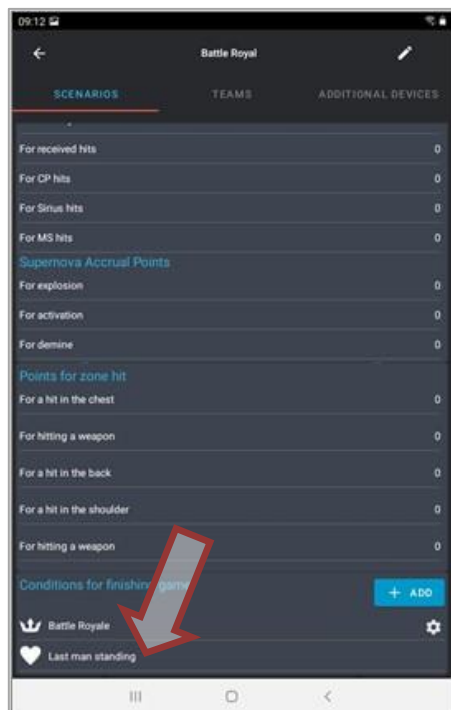 09:12
Battle Royal
SCENARIOS TEAMS ADDITIONAL DEVICES
For received hits 0
For CP hits 0
For Sirius hits 0
For MS hits 0
Supernova Accrual Points
For explosion 0
For activation 0
For demine 0
Points for zone hit
For a hit in the chest 0
For hitting a weapon 0
For a hit in the back 0
For a hit in the shoulder 0
For hitting a weapon 0
Conditions for finishing game
+ ADD
Battle Royale
Last man standing